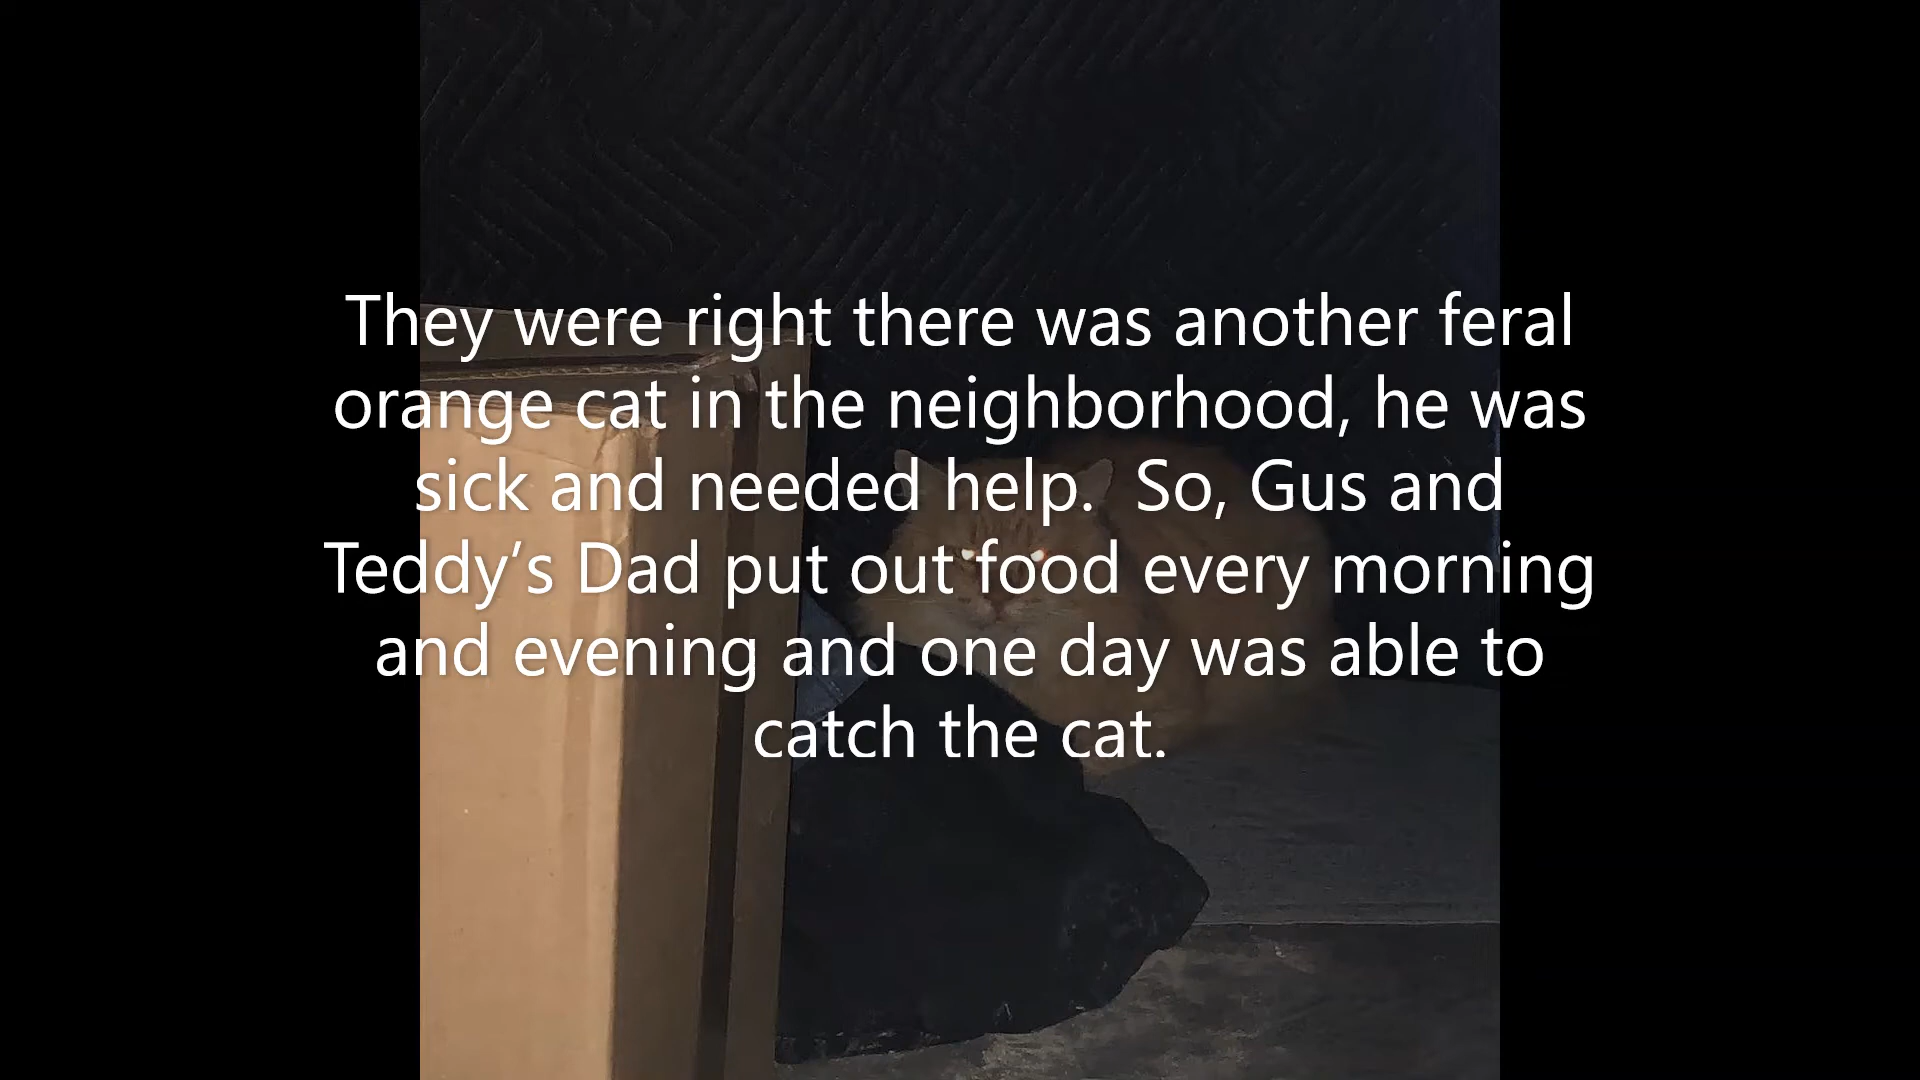 They were right there was another feral
orange cat in the neighborhood, he was
sick and needed help.  So, Gus and
Teddy’s Dad put out food every morning
and evening and one day was able to
catch the cat.